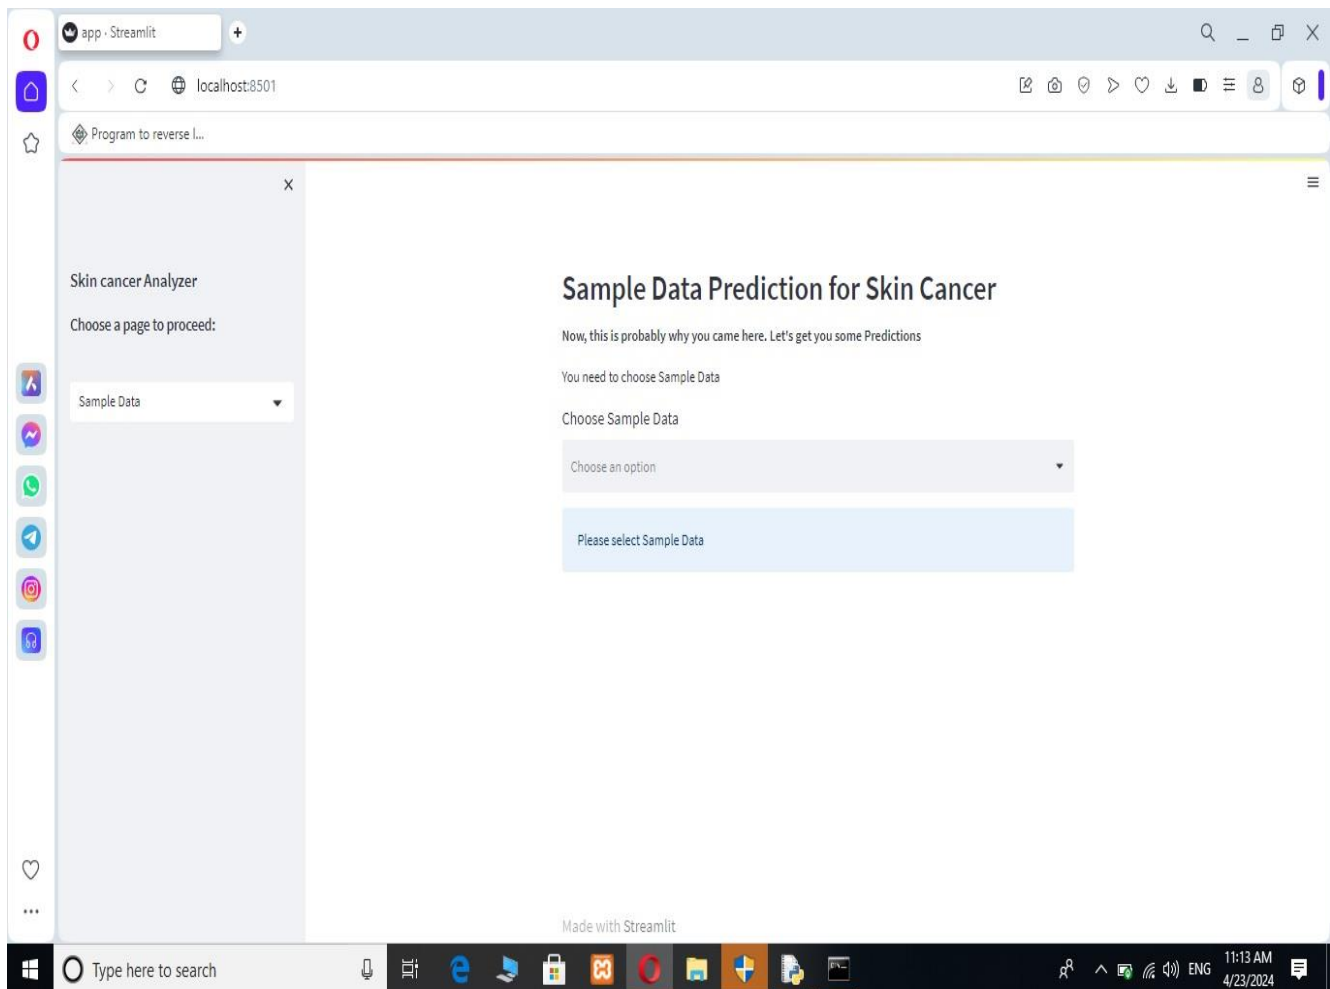 app · Streamlit
localhost:8501
Program to reverse l...
Skin cancer Analyzer
Choose a page to proceed:
Sample Data
Sample Data Prediction for Skin Cancer
Now, this is probably why you came here. Let's get you some Predictions
You need to choose Sample Data
Choose Sample Data
Choose an option
Please select Sample Data
Made with Streamlit
Type here to search
ENG
11:13 AM
4/23/2024